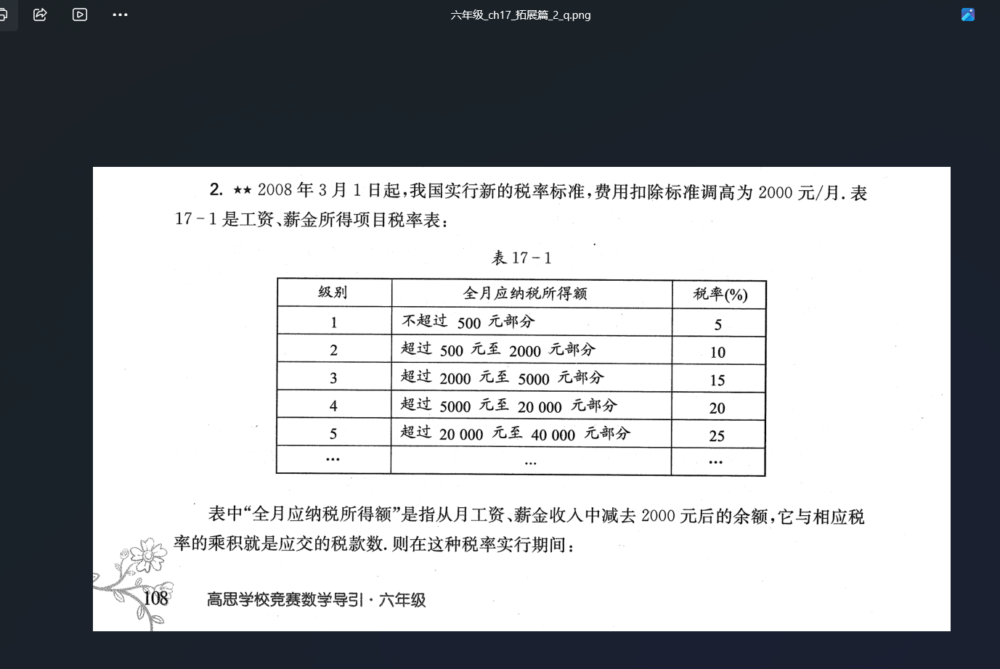 六年级_ch17_拓展篇_2_q.png
2. ★★ 2008 年 3 月 1 日起,我国实行新的税率标准,费用扣除标准调高为 2000 元/月. 表
17-1 是工资、薪金所得项目税率表:
表 17-1
级别 全月应纳税所得额 税率(%)
1 不超过 500 元部分 5
2 超过 500 元至 2000 元部分 10
3 超过 2000 元至 5000 元部分 15
4 超过 5000 元至 20 000 元部分 20
5 超过 20 000 元至 40 000 元部分 25
… … …
表中“全月应纳税所得额”是指从月工资、薪金收入中减去 2000 元后的余额,它与相应税
率的乘积就是应交的税款数. 则在这种税率实行期间:
108 高思学校竞赛数学导引·六年级